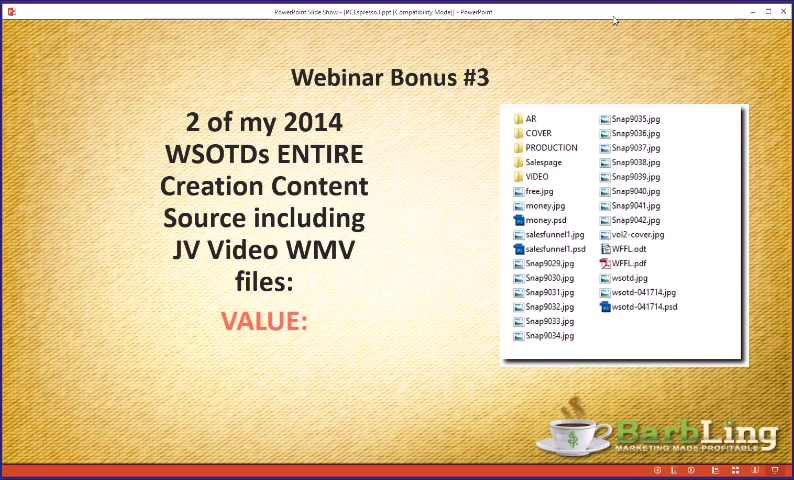 PowerPoint Slide Show - [PCEspresso3.ppt [Compatibility Mode]] - PowerPoint
Webinar Bonus #3
2 of my 2014
WSOTDs ENTIRE
Creation Content
Source including
JV Video WMV
files:
VALUE:
AR
COVER
PRODUCTION
Salespage
VIDEO
free.jpg
money.jpg
money.psd
salesfunnel1.jpg
salesfunnel1.psd
Snap9029.jpg
Snap9030.jpg
Snap9031.jpg
Snap9032.jpg
Snap9033.jpg
Snap9034.jpg
Snap9035.jpg
Snap9036.jpg
Snap9037.jpg
Snap9038.jpg
Snap9039.jpg
Snap9040.jpg
Snap9041.jpg
Snap9042.jpg
vol2-cover.jpg
WFFL.odt
WFFL.pdf
wsotd.jpg
wsotd-041714.jpg
wsotd-041714.psd
$
BarbLing
MARKETING MADE PROFITABLE